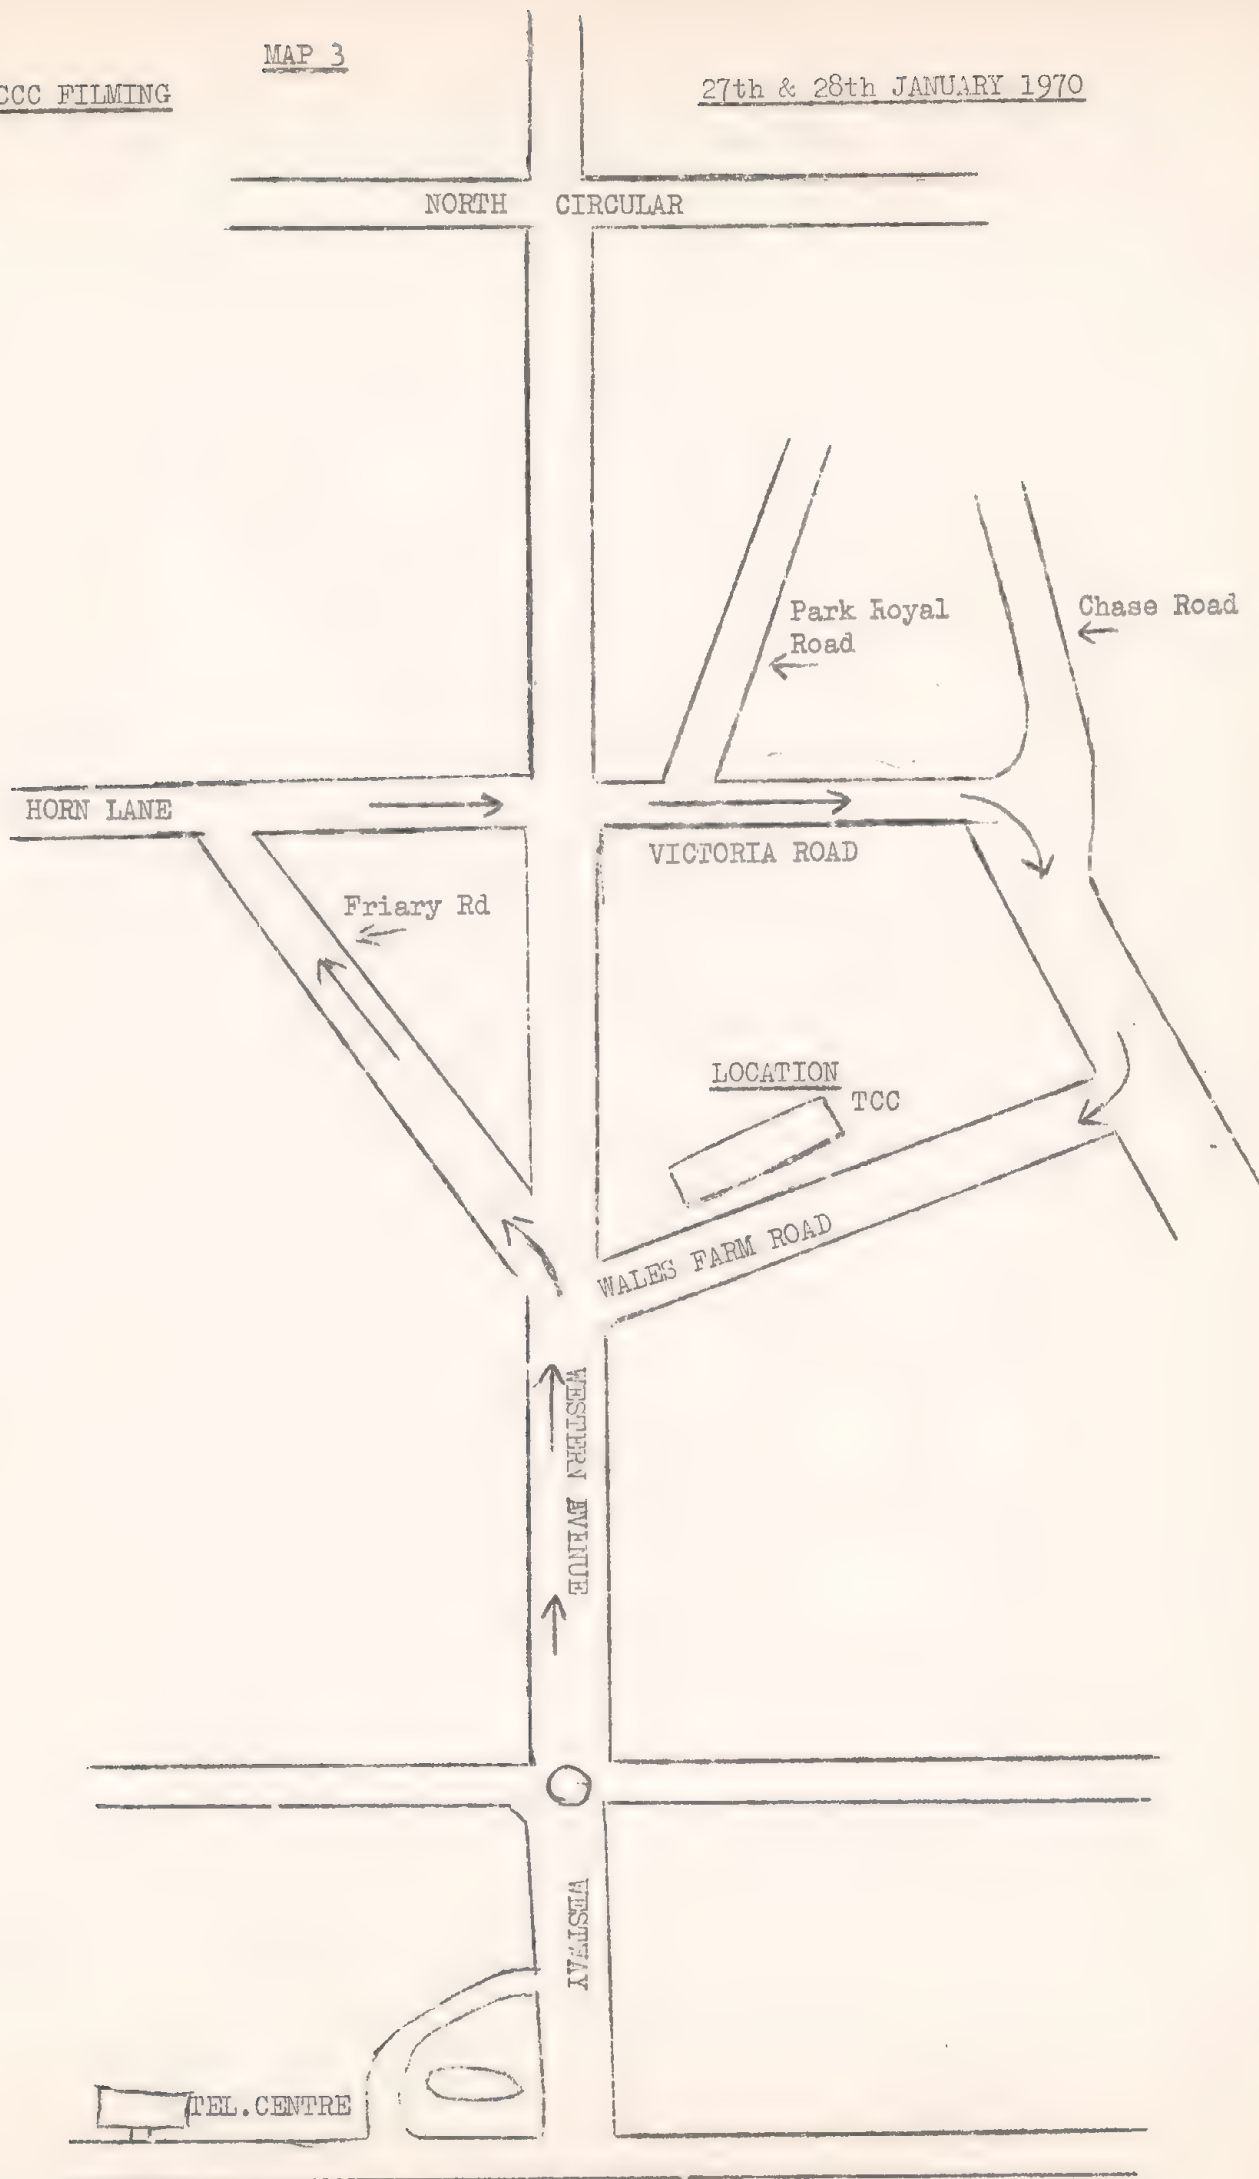 MAP 3
CCC FILMING
27th & 28th JANUARY 1970
NORTH CIRCULAR
Park Royal
Road
Chase Road
HORN LANE
VICTORIA ROAD
Friary Rd
LOCATION
TCC
WALES FARM ROAD
WESTERN AVENUE
WESTWAY
TEL.CENTRE